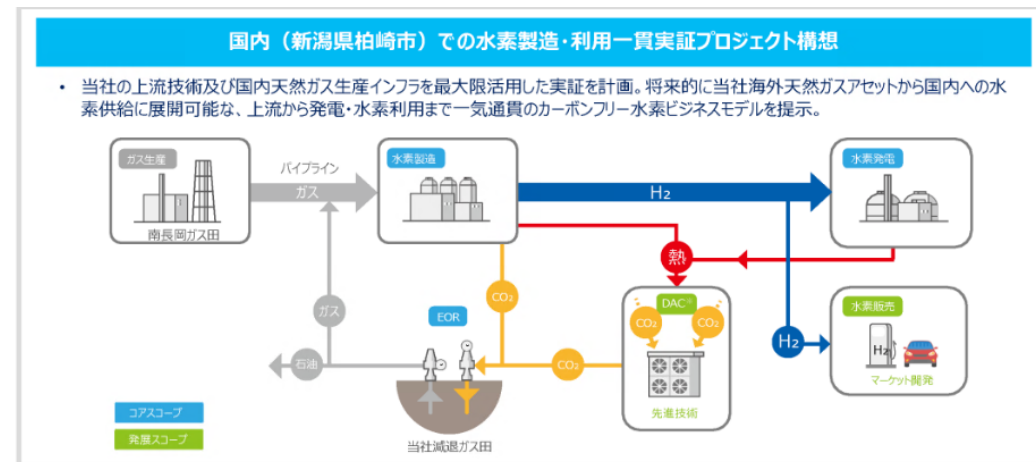 国内（新潟県柏崎市）での水素製造・利用一貫実証プロジェクト構想
• 当社の上流技術及び国内天然ガス生産インフラを最大限活用した実証を計画。将来的に当社海外天然ガスアセットから国内への水
素供給に展開可能な、上流から発電・水素利用まで一気通貫のカーボンフリー水素ビジネスモデルを提示。
ガス生産
南長岡ガス田
パイプライン
ガス
水素製造
H2
水素発電
熱
CO2
ガス
EOR
石油
CO2
DAC※
CO2
CO2
先進技術
H2
水素販売
H2
マーケット開発
コアスコープ
発展スコープ
当社減退ガス田